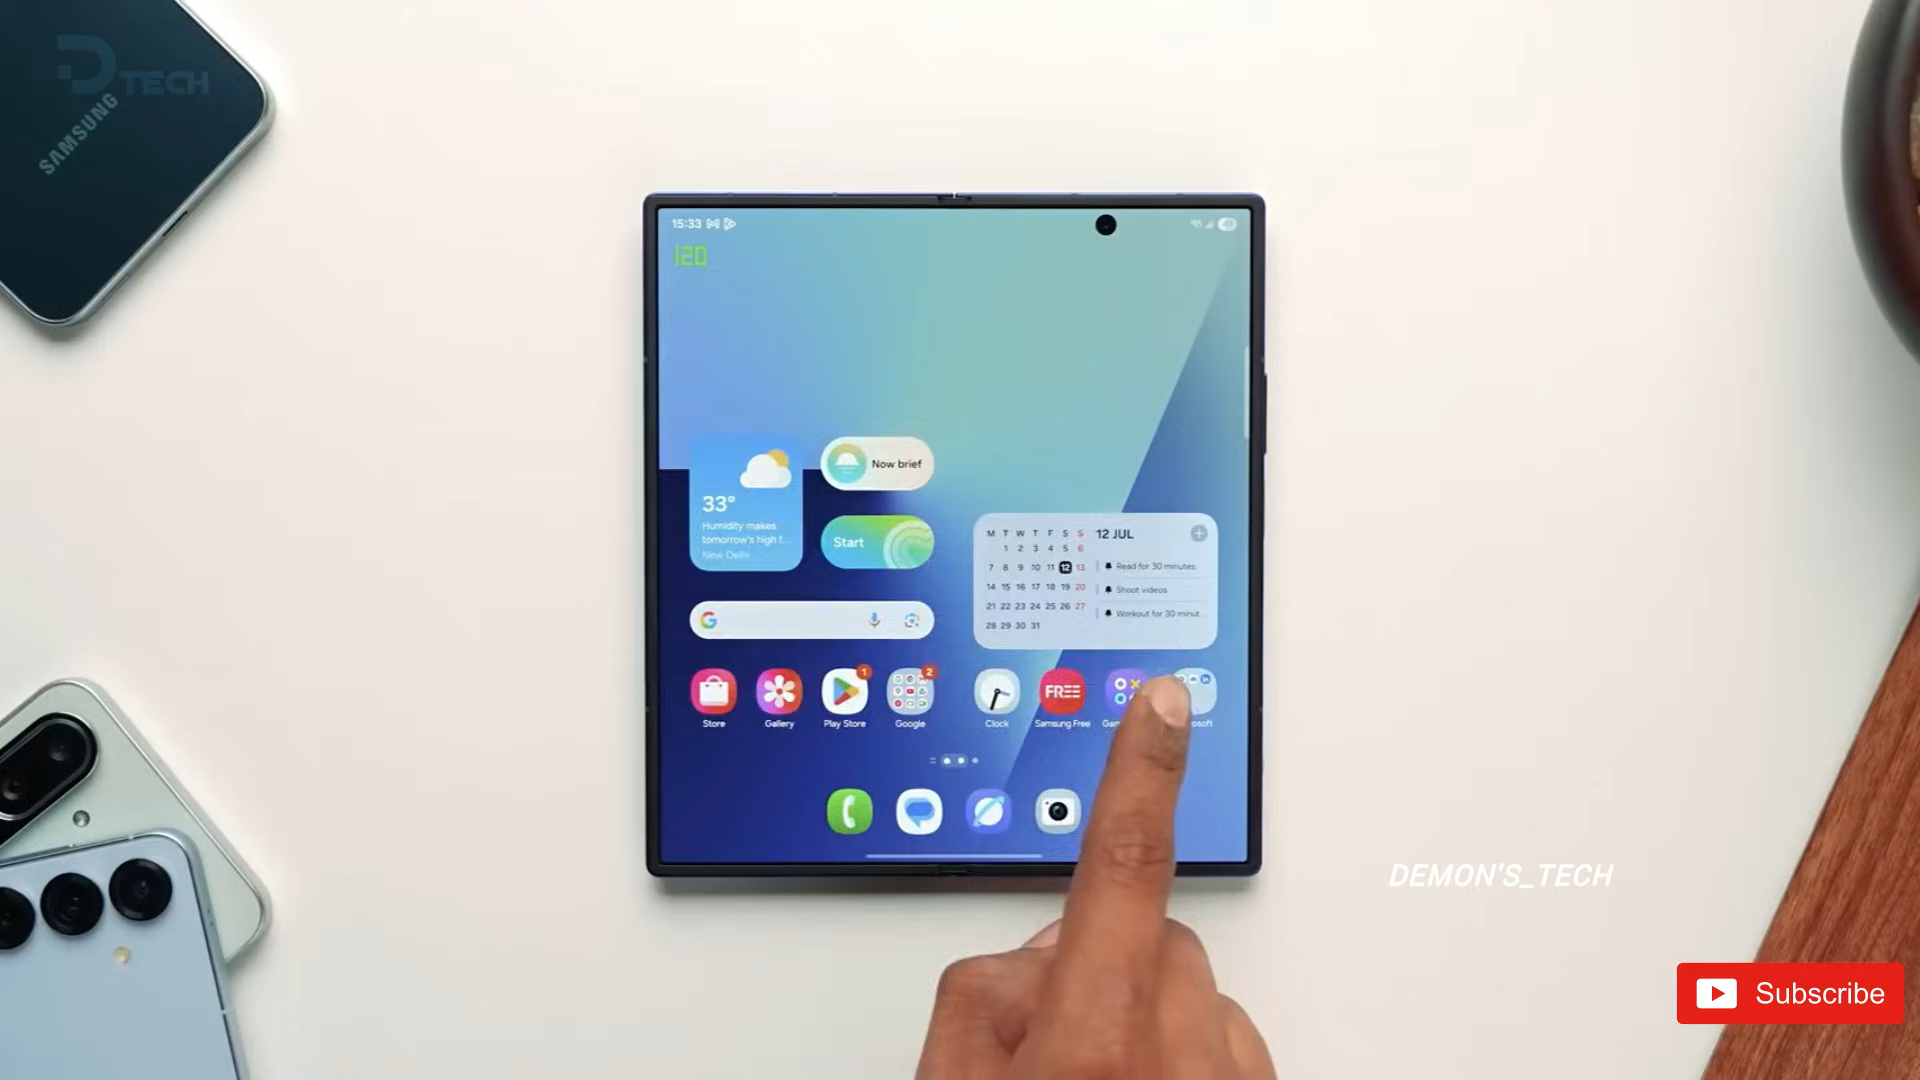 TECH
SAMSUNG
15:33
120
Now brief
33°
Humidity makes
tomorrow's high f...
New Delhi
Start
M T W T F S S
12 JUL
1 2 3 4 5 6
7 8 9 10 11 12 13
14 15 16 17 18 19 20
21 22 23 24 25 26 27
28 29 30 31
Read for 30 minutes
Shoot videos
Workout for 30 minut...
1
2
FREE
Store
Gallery
Play Store
Google
Clock
Samsung Free
DEMON'S_TECH
Subscribe